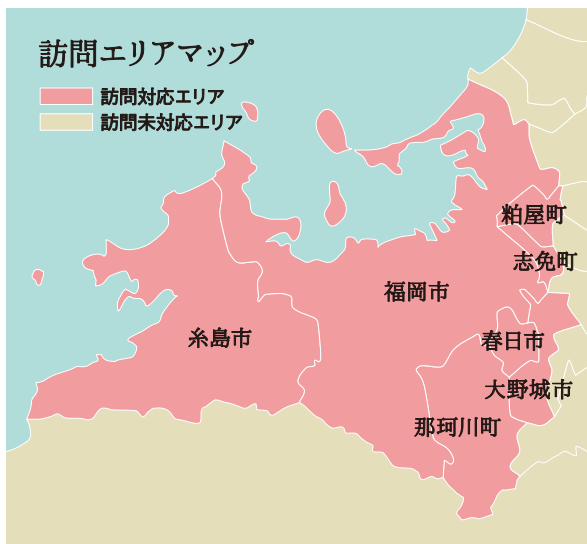 訪問エリアマップ
訪問対応エリア
訪問未対応エリア
粕屋町
志免町
福岡市
糸島市
春日市
大野城市
那珂川町